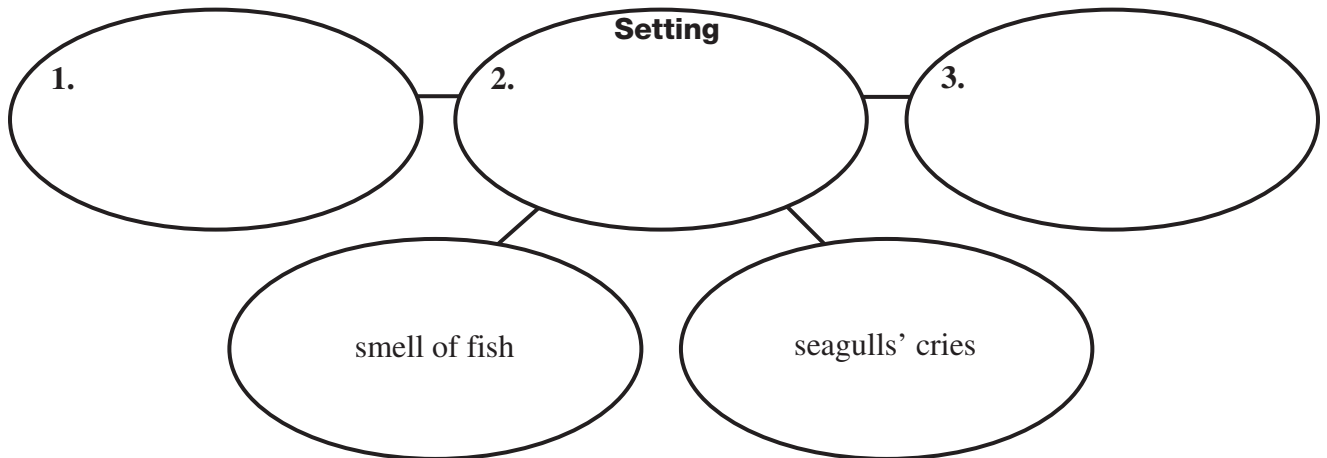 Setting
1.
2.
3.
smell of fish
seagulls’ cries